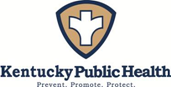 Kentucky Public Health
Prevent. Promote. Protect.